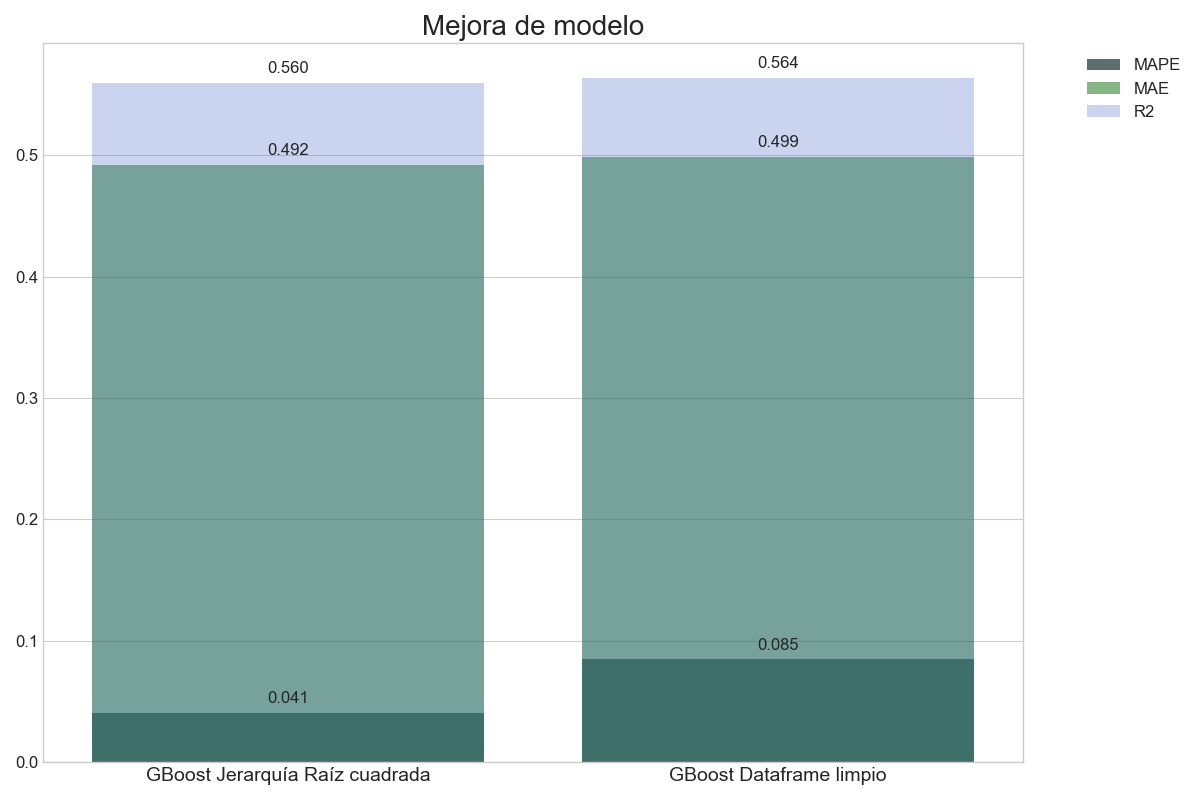 Mejora de modelo
0.560
0.564
MAPE
MAE
R2
0.492
0.499
0.5
0.4
0.3
0.2
0.1
0.0
0.041
0.085
GBoost Jerarquía Raíz cuadrada
GBoost Dataframe limpio